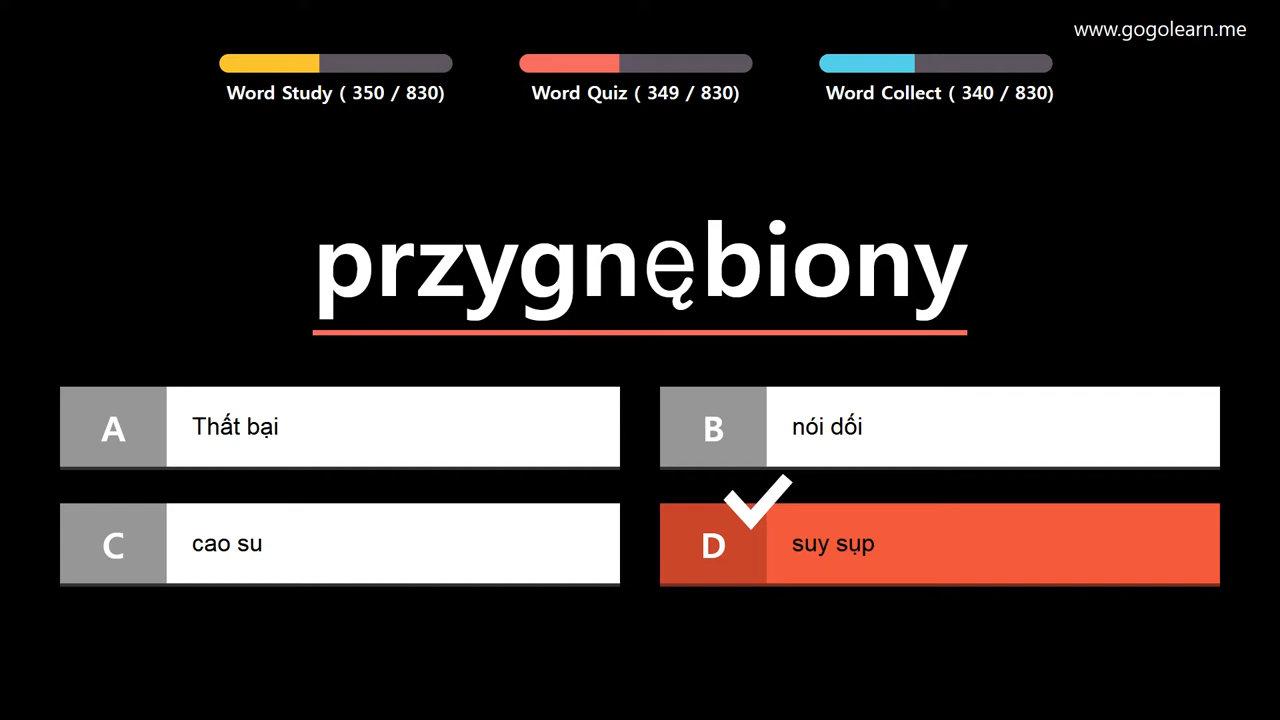 www.gogolearn.me
Word Study ( 350 / 830)
Word Quiz ( 349 / 830)
Word Collect ( 340 / 830)
przygnębiony
A Thất bại
B nói dối
C cao su
D suy sụp